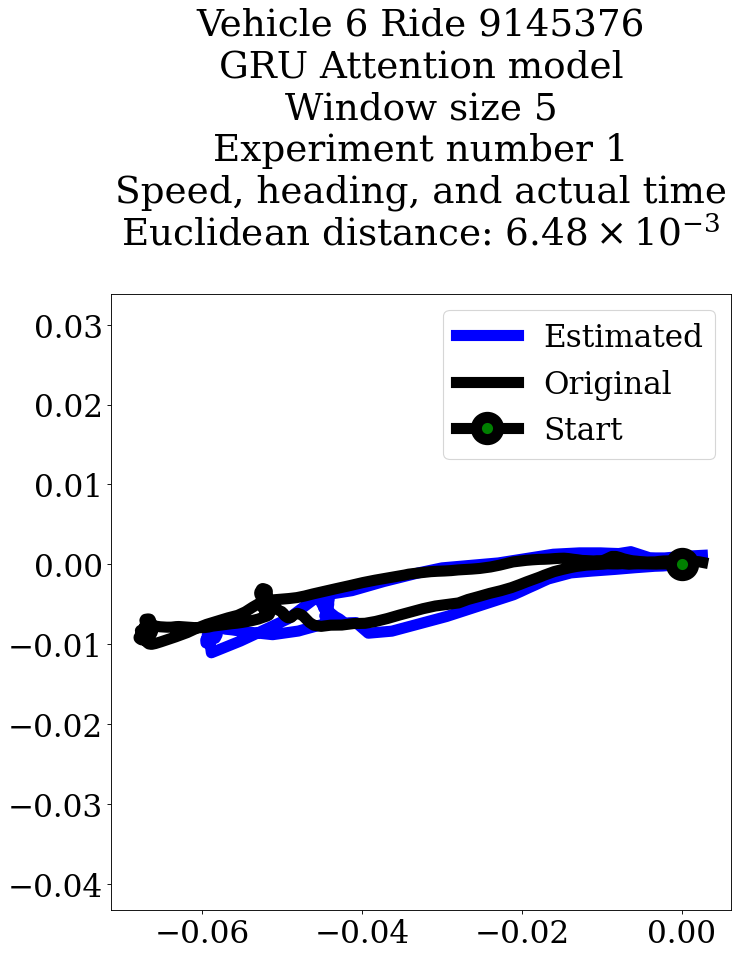 Vehicle 6 Ride 9145376
GRU Attention model
Window size 5
Experiment number 1
Speed, heading, and actual time
Euclidean distance: 6.48 × 10⁻³
Estimated
Original
Start
0.03
0.02
0.01
0.00
−0.01
−0.02
−0.03
−0.04
−0.06 −0.04 −0.02 0.00